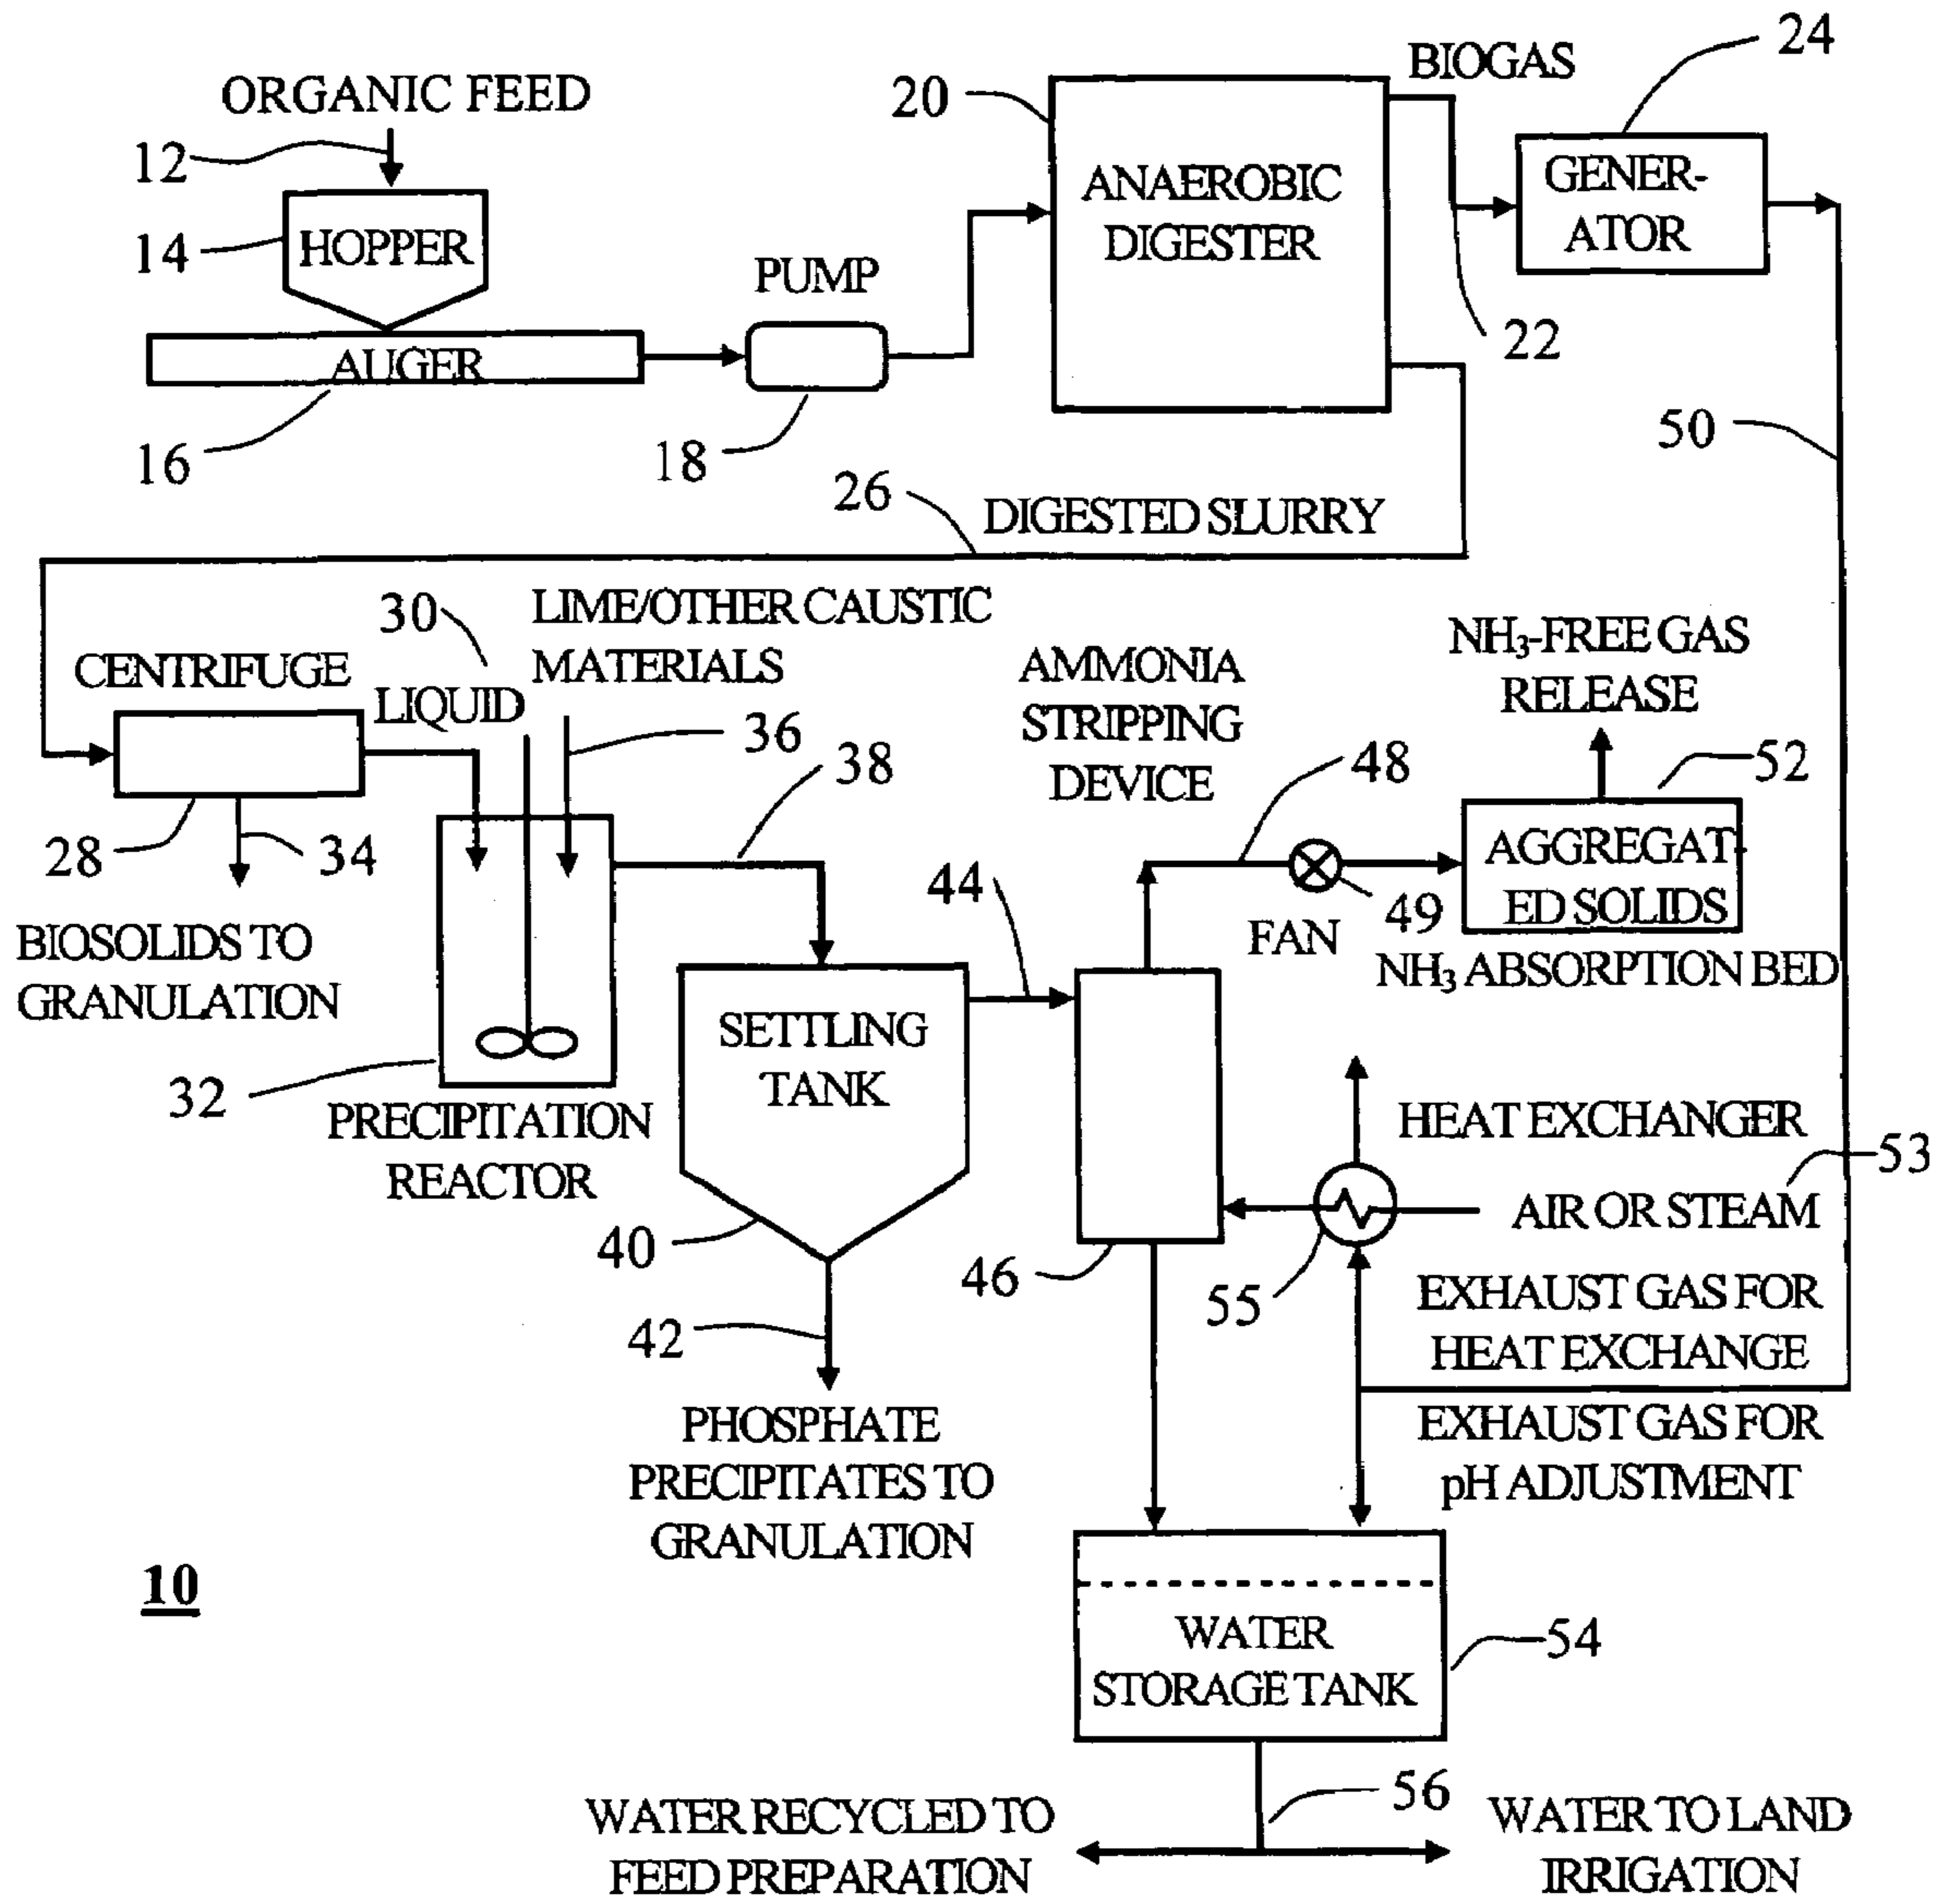 ORGANIC FEED
12
HOPPER
14
AUGER
16
PUMP
18
20
ANAEROBIC
DIGESTER
BIOGAS
22
24
GENER-
ATOR
50
26
DIGESTED SLURRY
CENTRIFUGE
28
34
BIOSOLIDS TO
GRANULATION
30
LIQUID
LIME/OTHER CAUSTIC
MATERIALS
36
38
32
PRECIPITATION
REACTOR
SETTLING
TANK
40
42
PHOSPHATE
PRECIPITATES TO
GRANULATION
44
AMMONIA
STRIPPING
DEVICE
46
48
49
FAN
NH₃-FREE GAS
RELEASE
52
AGGREGAT-
ED SOLIDS
NH₃ ABSORPTION BED
HEAT EXCHANGER
53
AIR OR STEAM
55
EXHAUST GAS FOR
HEAT EXCHANGE
EXHAUST GAS FOR
pH ADJUSTMENT
WATER
STORAGE TANK
54
56
WATER RECYCLED TO
FEED PREPARATION
WATER TO LAND
IRRIGATION
10